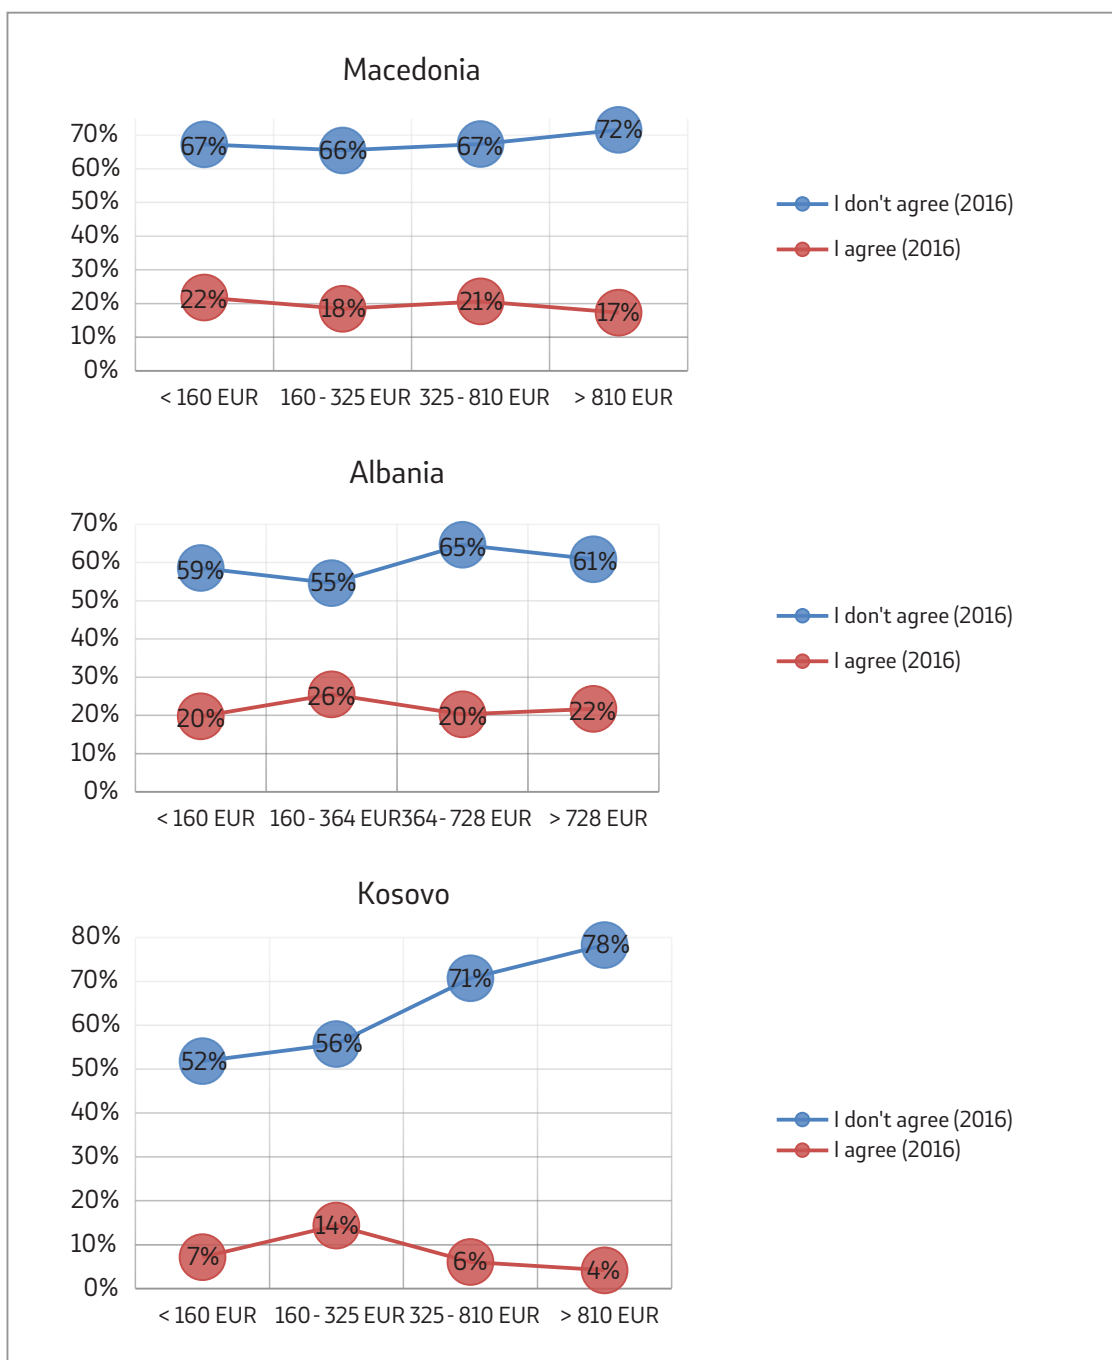 Macedonia
70%
60%
50%
40%
30%
20%
10%
0%
67% 66% 67% 72%
22% 18% 21% 17%
< 160 EUR 160 - 325 EUR 325 - 810 EUR > 810 EUR
I don't agree (2016)
I agree (2016)
Albania
70%
60%
50%
40%
30%
20%
10%
0%
59% 55% 65% 61%
20% 26% 20% 22%
< 160 EUR 160 - 364 EUR 364 - 728 EUR > 728 EUR
I don't agree (2016)
I agree (2016)
Kosovo
80%
70%
60%
50%
40%
30%
20%
10%
0%
52% 56% 71% 78%
7% 14% 6% 4%
< 160 EUR 160 - 325 EUR 325 - 810 EUR > 810 EUR
I don't agree (2016)
I agree (2016)